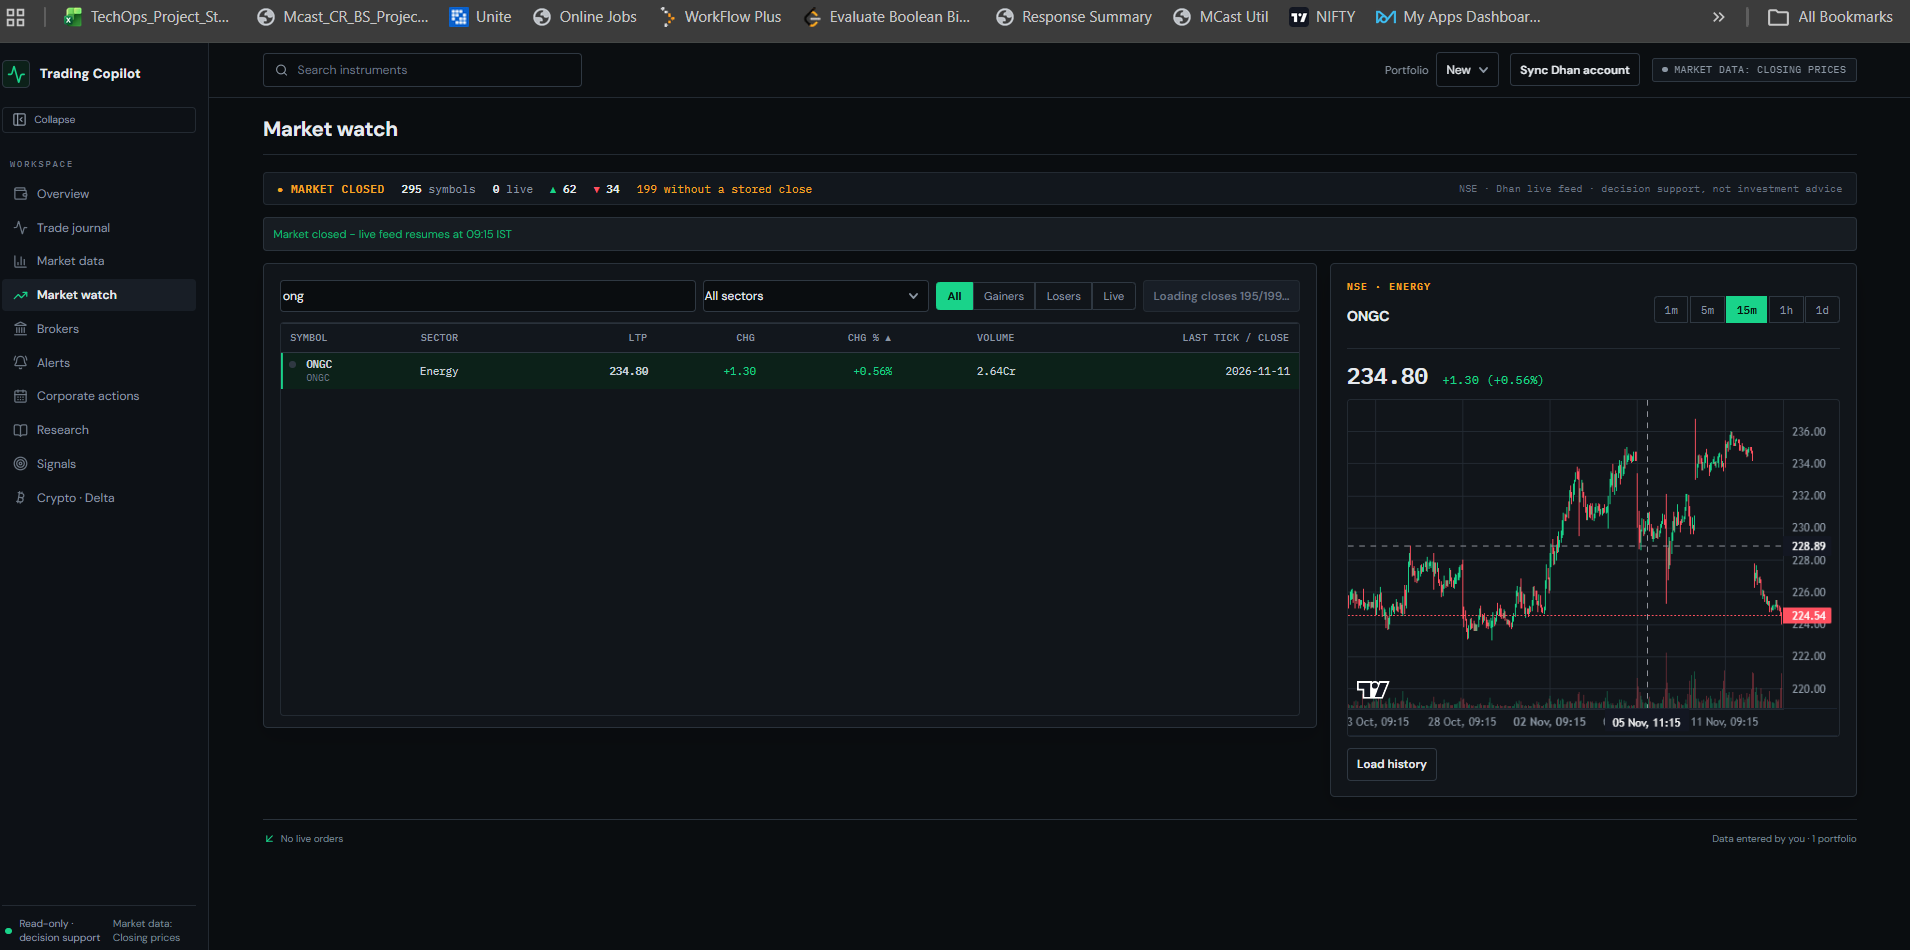 TechOps_Project_St...
Mcast_CR_BS_Projec...
Unite
Online Jobs
WorkFlow Plus
Evaluate Boolean Bi...
Response Summary
MCast Util
NIFTY
My Apps Dashboar...
»
All Bookmarks
Trading Copilot
Search instruments
Portfolio
New
Sync Dhan account
MARKET DATA: CLOSING PRICES
Collapse
WORKSPACE
Overview
Trade journal
Market data
Market watch
Brokers
Alerts
Corporate actions
Research
Signals
Crypto · Delta
Market watch
• MARKET CLOSED 295 symbols 0 live ▲ 62 ▼ 34 199 without a stored close
NSE · Dhan live feed · decision support, not investment advice
Market closed – live feed resumes at 09:15 IST
ong
All sectors
All
Gainers
Losers
Live
Loading closes 195/199...
SYMBOL SECTOR LTP CHG CHG % ▲ VOLUME LAST TICK / CLOSE
ONGC
ONGC
Energy 234.80 +1.30 +0.56% 2.64Cr 2026-11-11
NSE · ENERGY
ONGC
1m 5m 15m 1h 1d
234.80 +1.30 (+0.56%)
236.00
234.00
232.00
230.00
228.89
228.00
226.00
224.54
224.00
222.00
220.00
3 Oct, 09:15 28 Oct, 09:15 02 Nov, 09:15 05 Nov, 11:15 11 Nov, 09:15
Load history
No live orders
Data entered by you · 1 portfolio
Read-only ·
decision support
Market data:
Closing prices